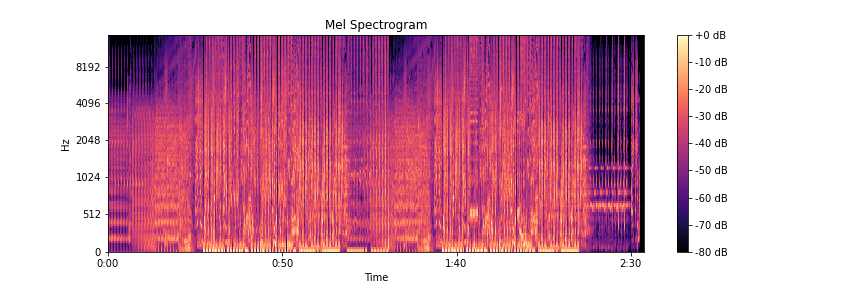 Mel Spectrogram
Hz
8192
4096
2048
1024
512
0
0:00
0:50
1:40
2:30
Time
+0 dB
-10 dB
-20 dB
-30 dB
-40 dB
-50 dB
-60 dB
-70 dB
-80 dB